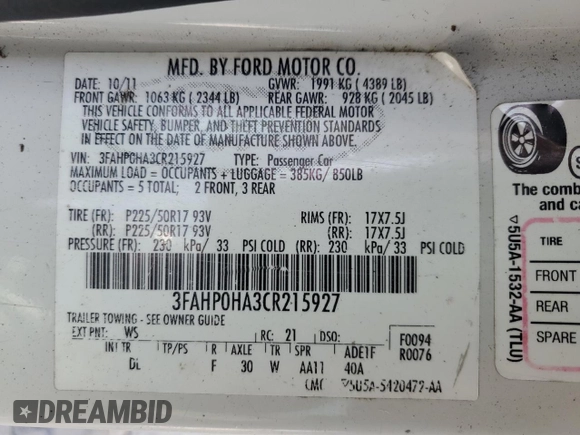 MFD. BY FORD MOTOR CO.
DATE: 10/11 GVWR: 1991 KG ( 4389 LB)
FRONT GAWR: 1063 KG ( 2344 LB) REAR GAWR: 928 KG ( 2045 LB)
THIS VEHICLE CONFORMS TO ALL APPLICABLE FEDERAL MOTOR
VEHICLE SAFETY, BUMPER, AND THEFT PREVENTION STANDARDS
IN EFFECT ON THE DATE OF MANUFACTURE SHOWN ABOVE.
VIN: 3FAHP0HA3CR215927 TYPE: Passenger Car
MAXIMUM LOAD = OCCUPANTS + LUGGAGE = 385KG/ 850LB
OCCUPANTS = 5 TOTAL; 2 FRONT, 3 REAR
TIRE (FR): P225/50R17 93V RIMS (FR): 17X7.5J
(RR): P225/50R17 93V (RR): 17X7.5J
PRESSURE (FR): 230 kPa/ 33 PSI COLD (RR): 230 kPa/ 33 PSI COLD
3FAHP0HA3CR215927
TRAILER TOWING - SEE OWNER GUIDE
EXT PNT: WS RC: 21 DSO: F0094
INT TR TP/PS R AXLE TR SPR ADE1F R0076
DL F 30 W AA11 40A
▽5U5A-5420472-AA
The comb
and ca
TIRE
FRONT
REAR
SPARE
▽5U5A-1532-AA (TLU)
DREAMBID